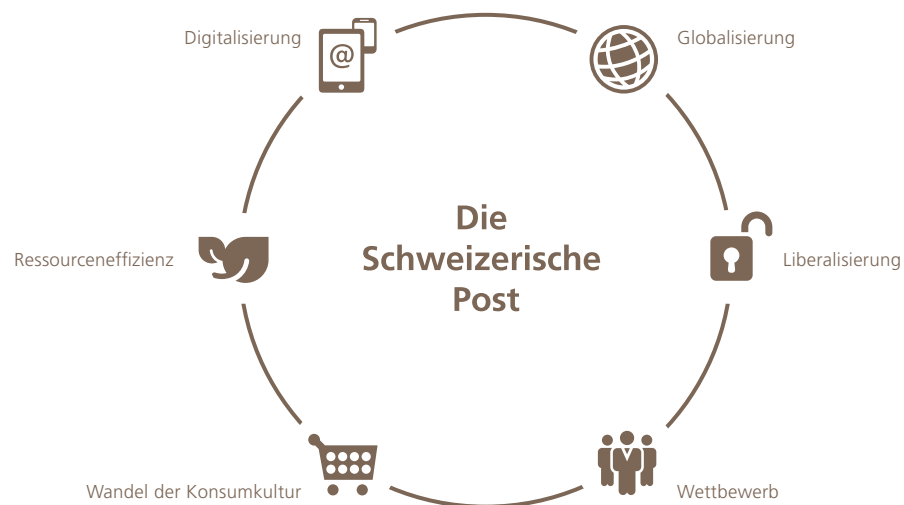 Digitalisierung
Globalisierung
@
Die
Schweizerische
Post
Ressourceneffizienz
Liberalisierung
Wandel der Konsumkultur
Wettbewerb